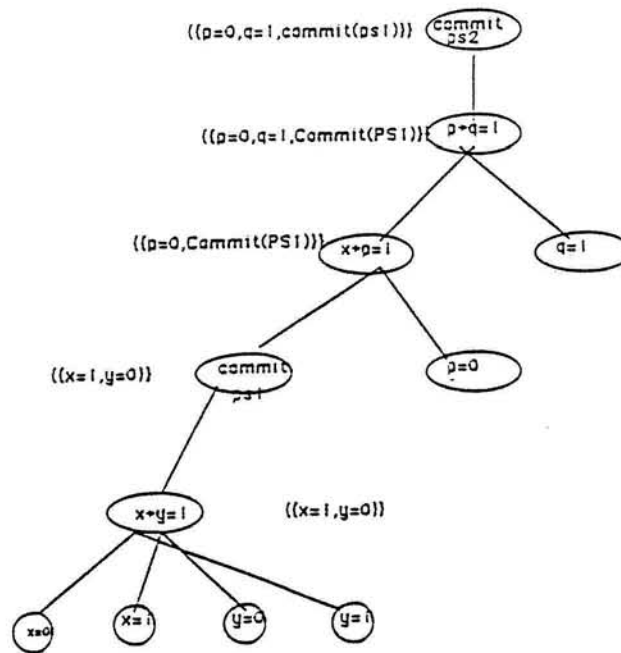 {{p=0,q=1,commit(ps1)}}
commit
ps2
{{p=0,q=1,Commit(PS1)}}
p+q=1
{{p=0,Commit(PS1)}}
x+p=1
q=1
{{x=1,y=0}}
commit
ps1
p=0
x+y=1
{{x=1,y=0}}
x=0
x=1
y=0
y=1